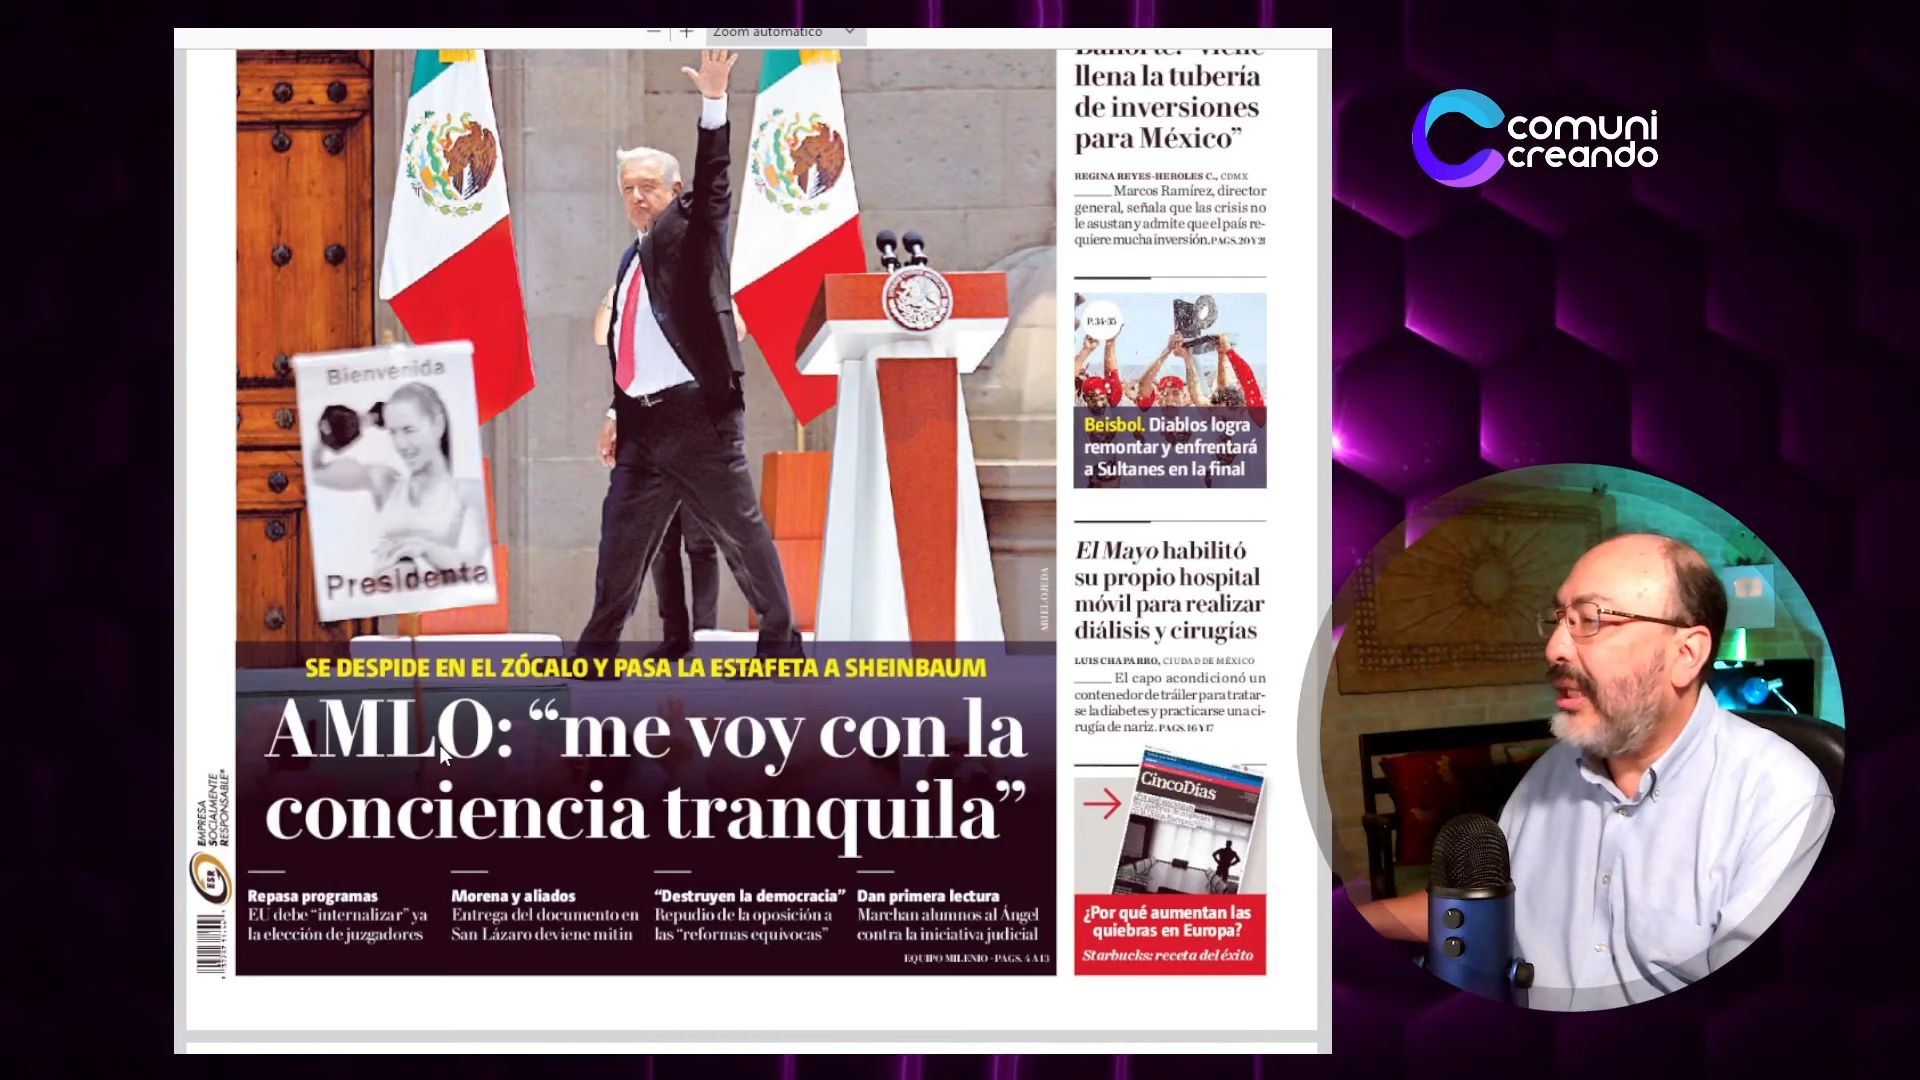 Zoom automático
Banorte: “viene
llena la tubería
de inversiones
para México”
REGINA REYES-HEROLES C., CDMX
Marcos Ramírez, director
general, señala que las crisis no
le asustan y admite que el país re-
quiere mucha inversión. PAGS. 20 Y 21
P. 34-35
Beisbol. Diablos logra
remontar y enfrentará
a Sultanes en la final
El Mayo habilitó
su propio hospital
móvil para realizar
diálisis y cirugías
LUIS CHAPARRO, CIUDAD DE MÉXICO
El capo acondicionó un
contenedor de tráiler para tratar-
se la diabetes y practicarse una ci-
rugía de nariz. PAGS. 16 Y 17
CincoDías
¿Por qué aumentan las
quiebras en Europa?
Starbucks: receta del éxito
Bienvenida
Presidenta
ABIEL OJEDA
SE DESPIDE EN EL ZÓCALO Y PASA LA ESTAFETA A SHEINBAUM
AMLO: “me voy con la
conciencia tranquila”
Repasa programas
EU debe “internalizar” ya
la elección de juzgadores
Morena y aliados
Entrega del documento en
San Lázaro deviene mitin
“Destruyen la democracia”
Repudio de la oposición a
las “reformas equívocas”
Dan primera lectura
Marchan alumnos al Ángel
contra la iniciativa judicial
EQUIPO MILENIO - PAGS. 4 A 13
EMPRESA
SOCIALMENTE
RESPONSABLE
ESR
comuni
creando